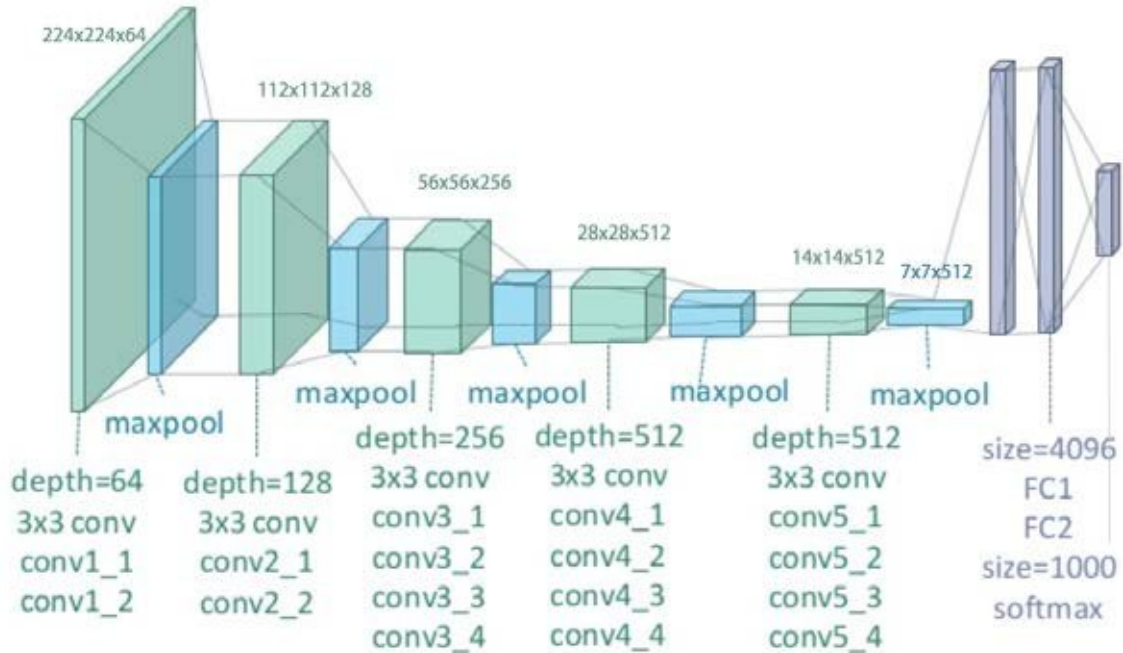 224x224x64
112x112x128
56x56x256
28x28x512
14x14x512
7x7x512
maxpool
maxpool
maxpool
maxpool
maxpool
depth=64
3x3 conv
conv1_1
conv1_2
depth=128
3x3 conv
conv2_1
conv2_2
depth=256
3x3 conv
conv3_1
conv3_2
conv3_3
conv3_4
depth=512
3x3 conv
conv4_1
conv4_2
conv4_3
conv4_4
depth=512
3x3 conv
conv5_1
conv5_2
conv5_3
conv5_4
size=4096
FC1
FC2
size=1000
softmax